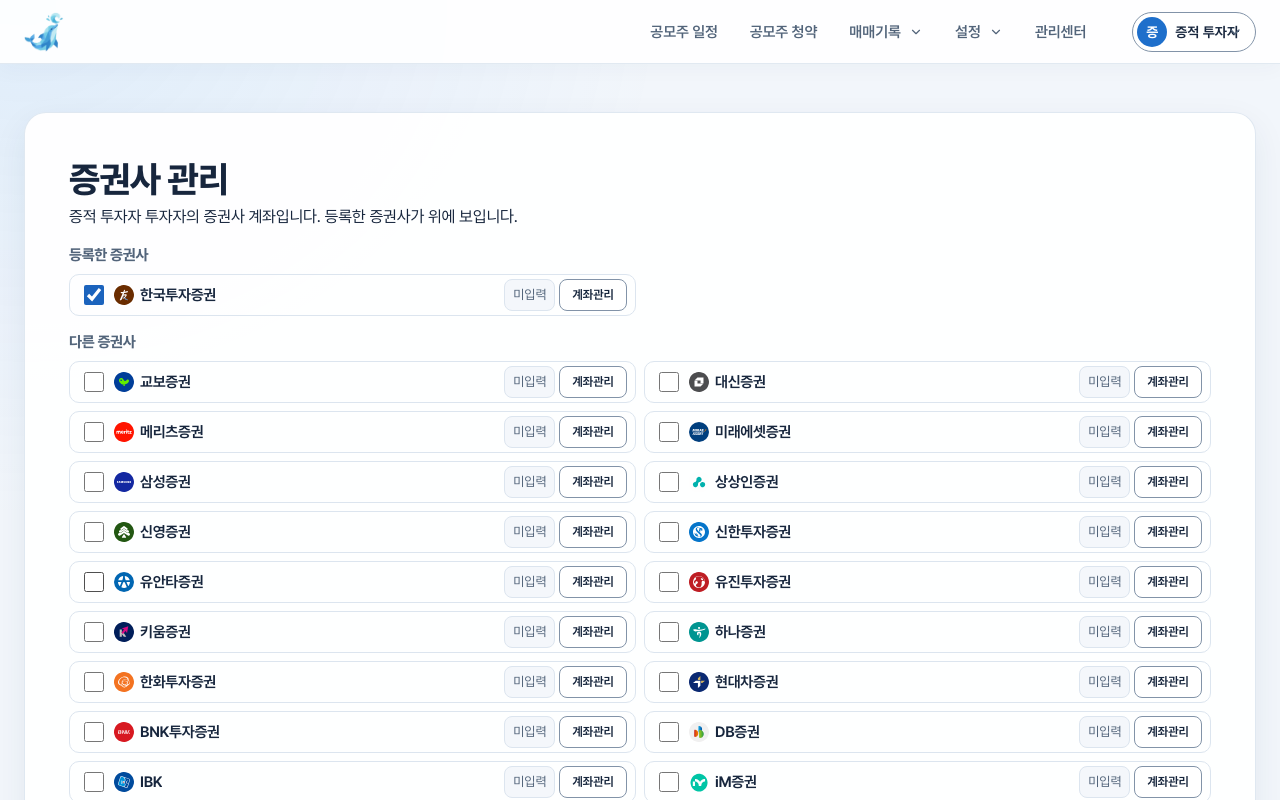 공모주 일정 공모주 청약 매매기록 설정 관리센터 증 증적 투자자
증권사 관리
증적 투자자 투자자의 증권사 계좌입니다. 등록한 증권사가 위에 보입니다.
등록한 증권사
한국투자증권 미입력 계좌관리
다른 증권사
교보증권 미입력 계좌관리 대신증권 미입력 계좌관리
meritz 메리츠증권 미입력 계좌관리 미래에셋증권 미입력 계좌관리
SAMSUNG 삼성증권 미입력 계좌관리 상상인증권 미입력 계좌관리
신영증권 미입력 계좌관리 신한투자증권 미입력 계좌관리
유안타증권 미입력 계좌관리 유진투자증권 미입력 계좌관리
키움증권 미입력 계좌관리 하나증권 미입력 계좌관리
한화투자증권 미입력 계좌관리 현대차증권 미입력 계좌관리
BNK BNK투자증권 미입력 계좌관리 DB증권 미입력 계좌관리
IBK 미입력 계좌관리 iM증권 미입력 계좌관리